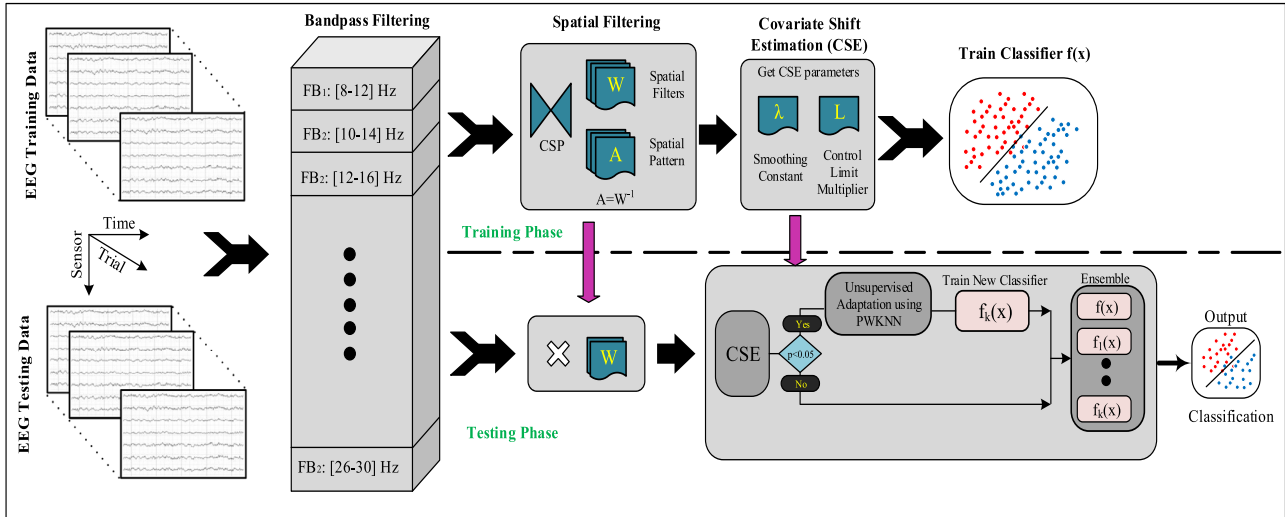 EEG Training Data
Time
Trial
Sensor
EEG Testing Data
Bandpass Filtering
FB1: [8-12] Hz
FB2: [10-14] Hz
FB2: [12-16] Hz
FB2: [26-30] Hz
Spatial Filtering
CSP
W
Spatial
Filters
A
Spatial
Pattern
A=W-1
Covariate Shift
Estimation (CSE)
Get CSE parameters
λ
L
Smoothing
Constant
Control
Limit
Multiplier
Train Classifier f(x)
Training Phase
Testing Phase
W
CSE
Yes
p<0.05
No
Unsupervised
Adaptation using
PWKNN
Train New Classifier
fk(x)
Ensemble
f(x)
f1(x)
fk(x)
Output
Classification